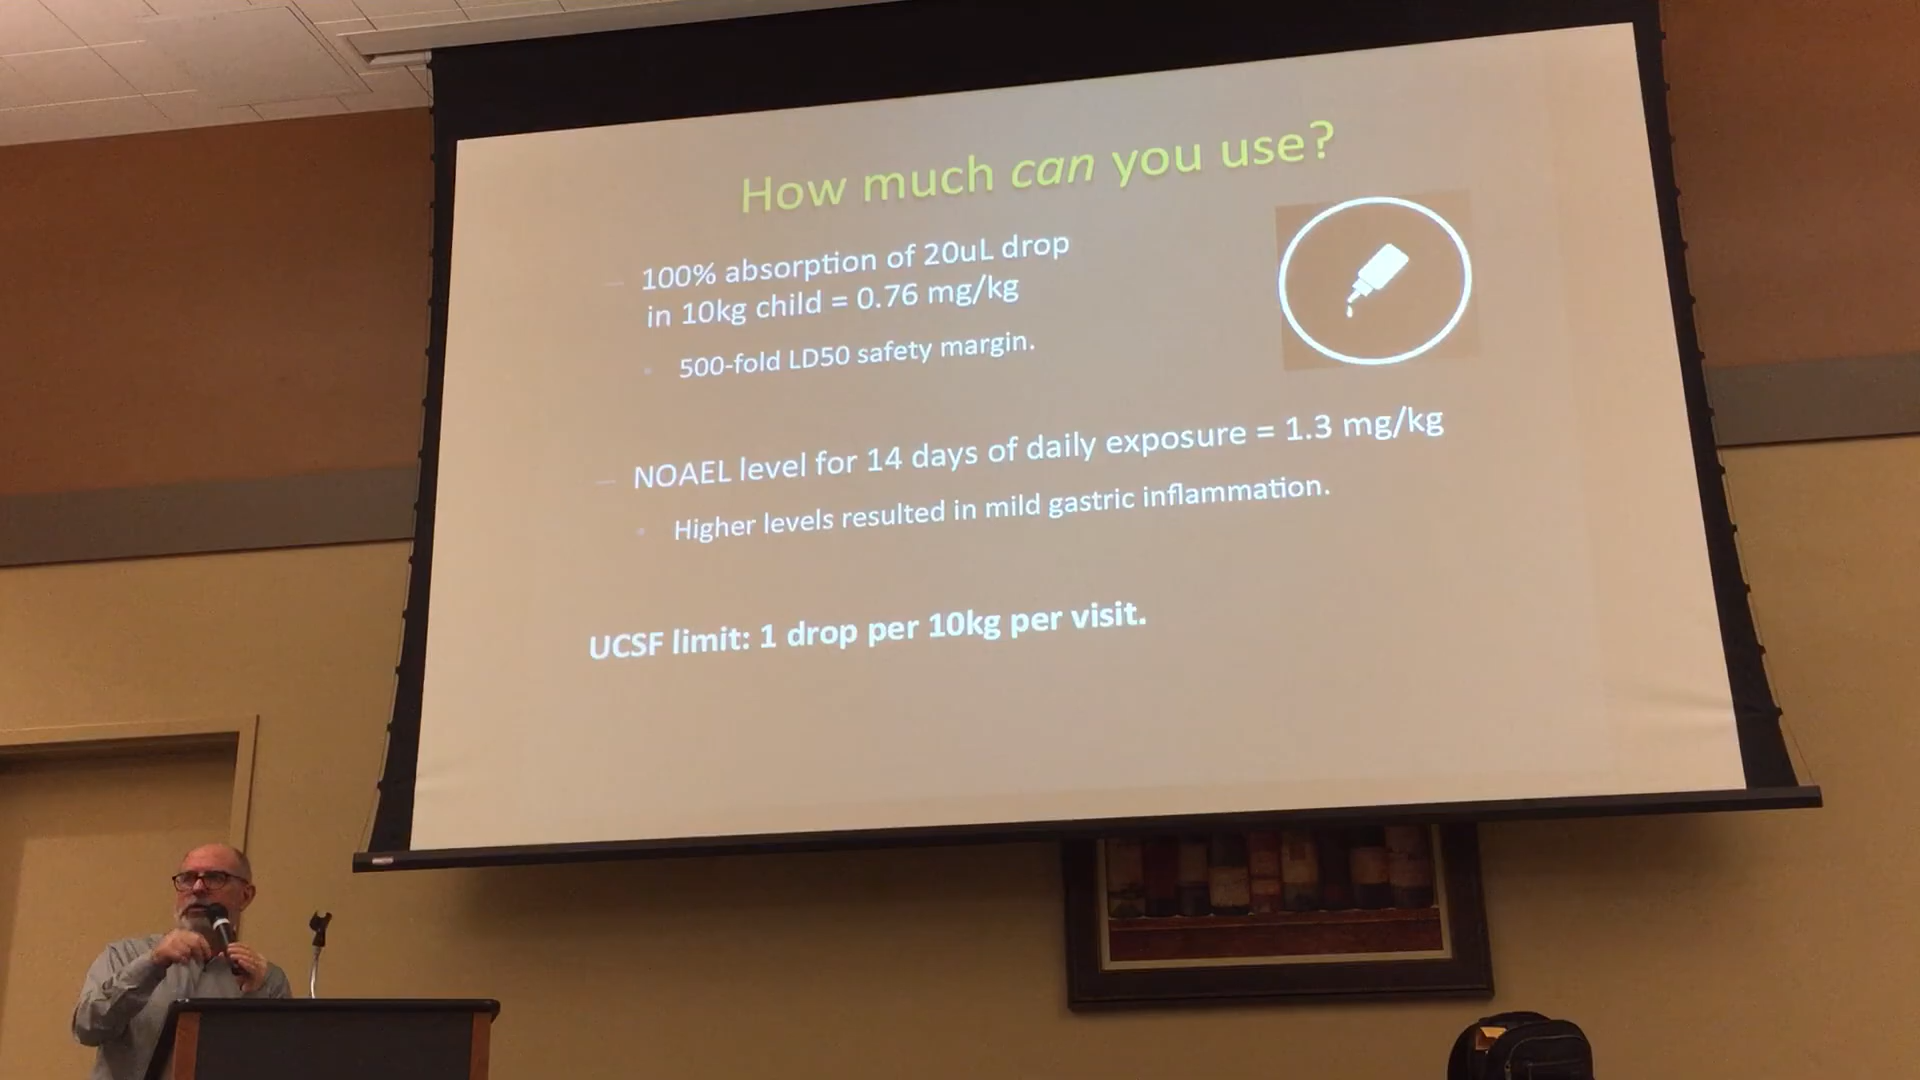 How much can you use?
— 100% absorption of 20uL drop
in 10kg child = 0.76 mg/kg
• 500-fold LD50 safety margin.
— NOAEL level for 14 days of daily exposure = 1.3 mg/kg
• Higher levels resulted in mild gastric inflammation.
UCSF limit: 1 drop per 10kg per visit.